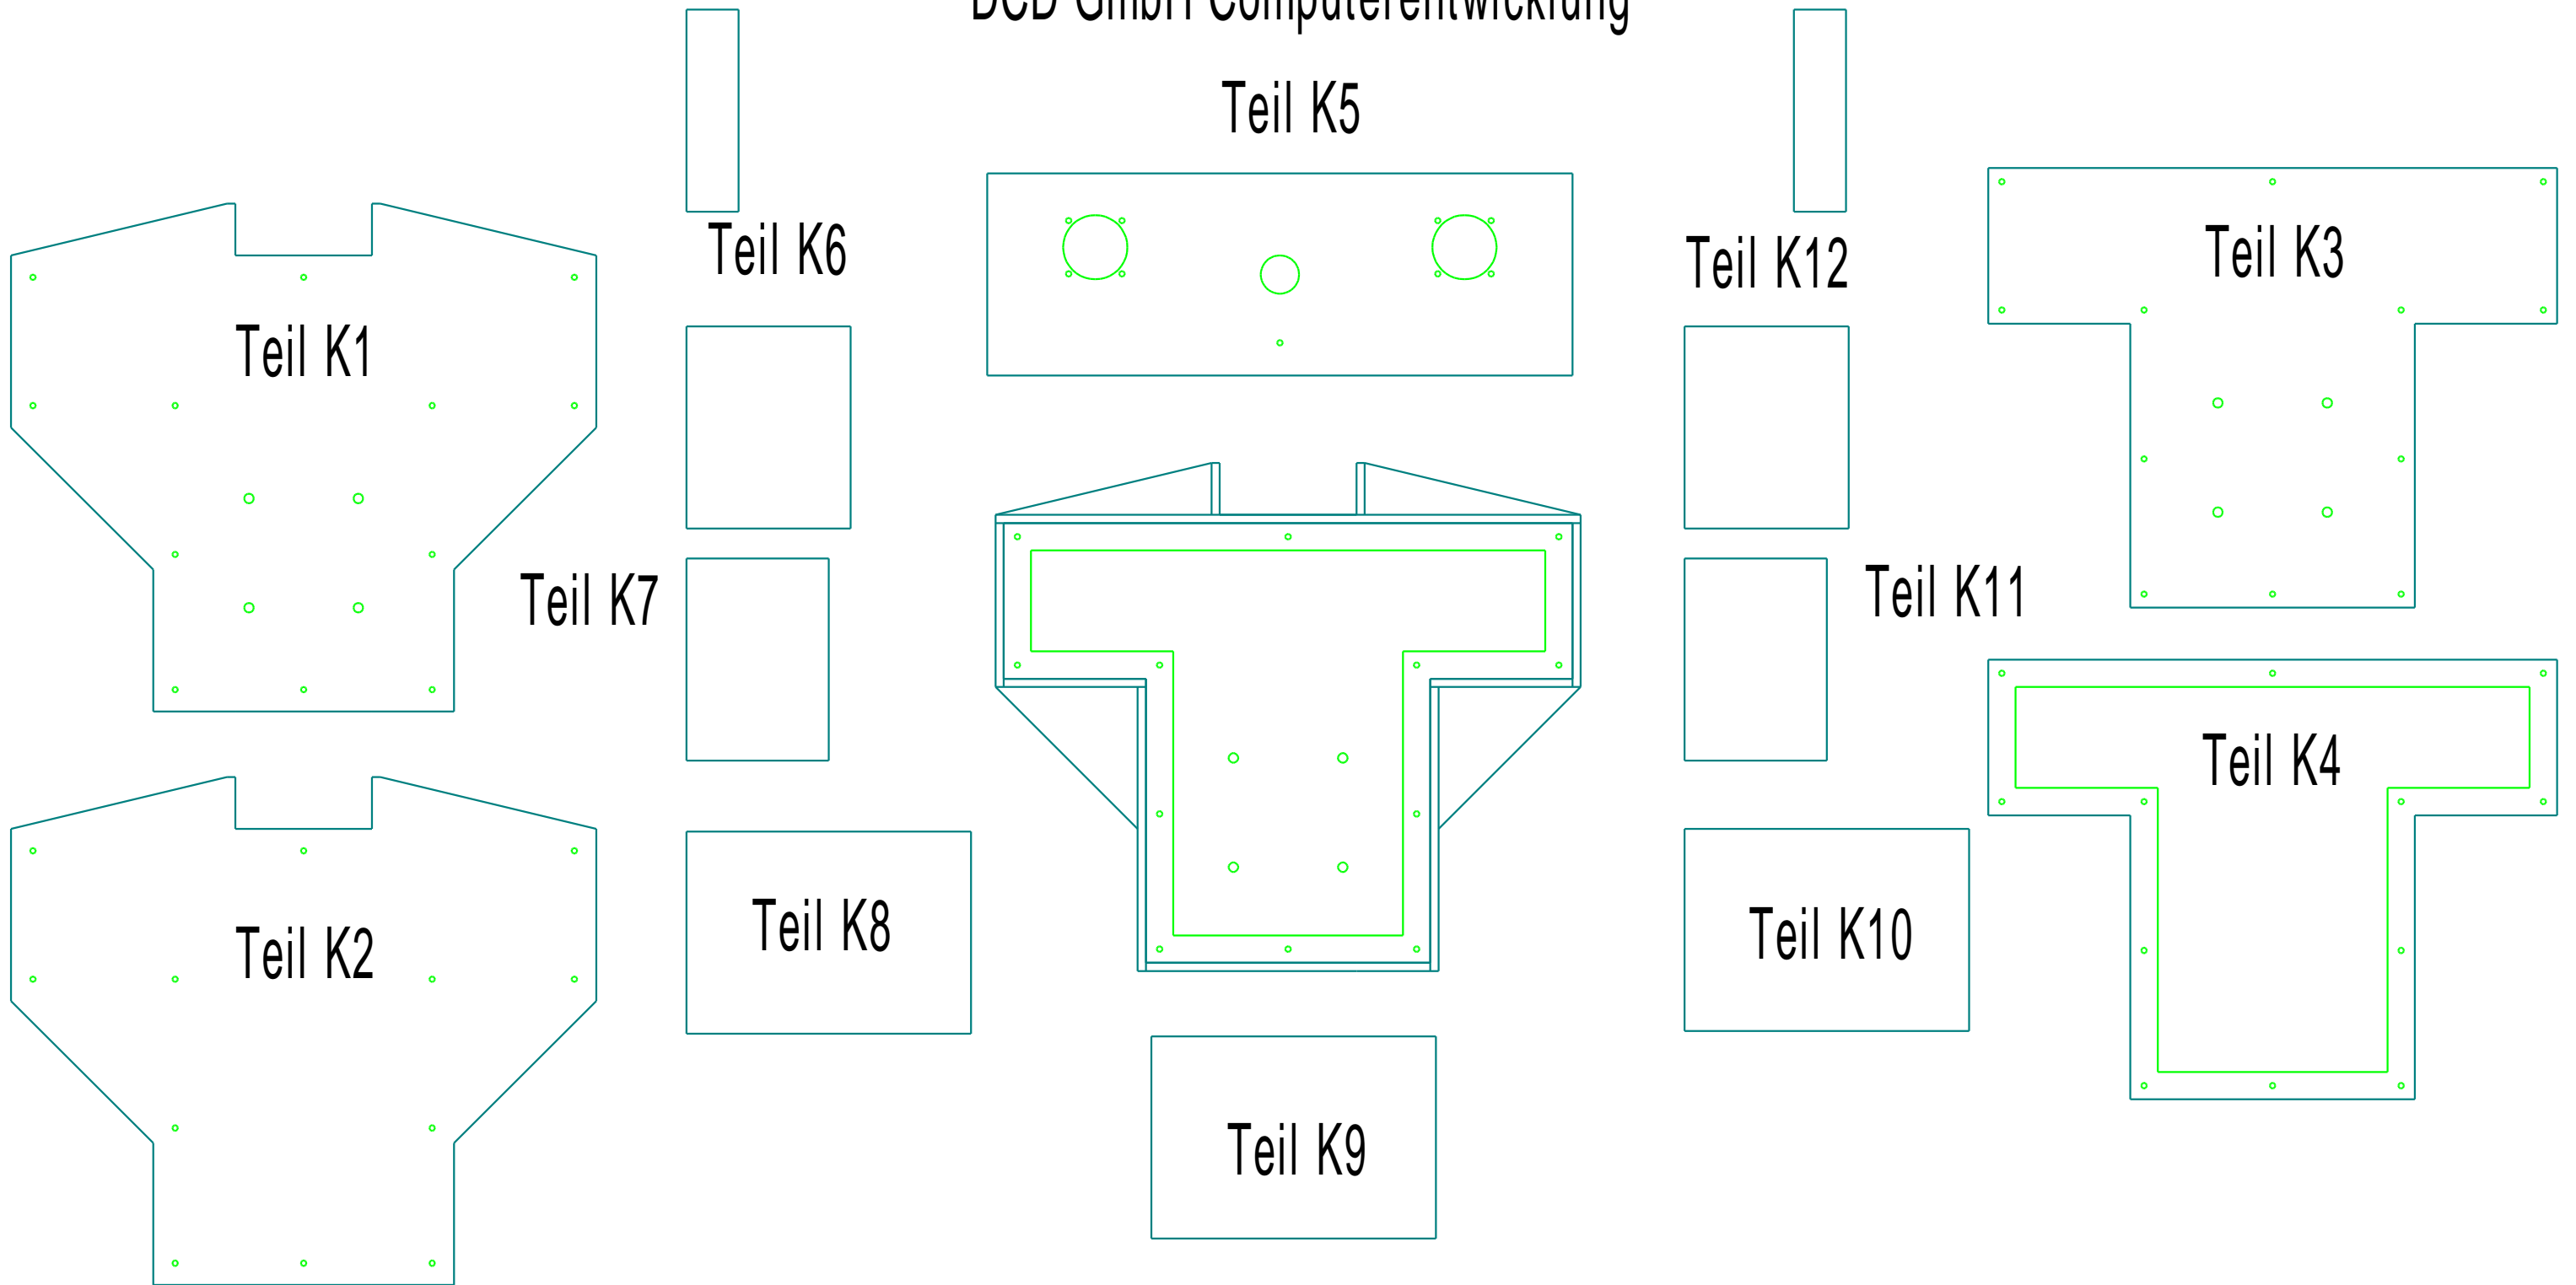 DCD GmbH Computerentwicklung
Teil K5
Teil K6
Teil K12
Teil K3
Teil K1
Teil K7
Teil K11
Teil K4
Teil K8
Teil K10
Teil K2
Teil K9